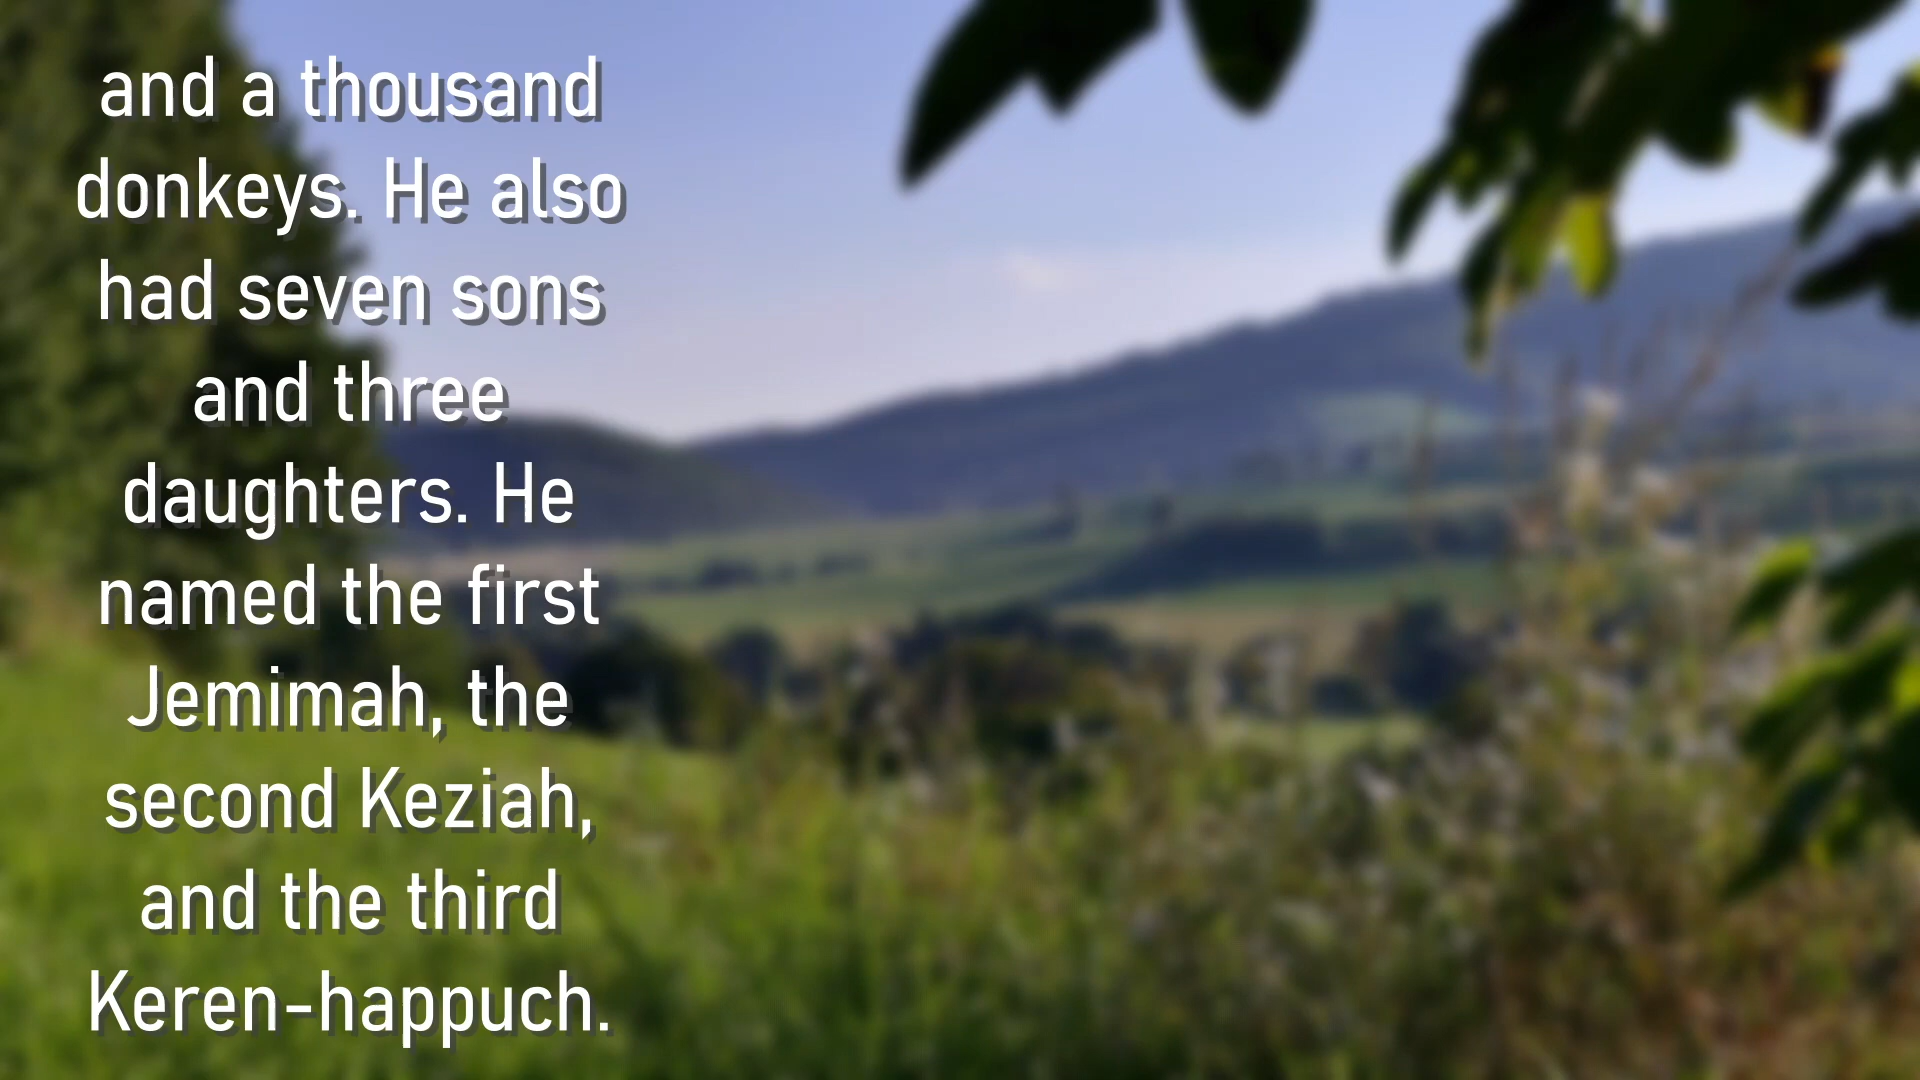 and a thousand
donkeys. He also
had seven sons
and three
daughters. He
named the first
Jemimah, the
second Keziah,
and the third
Keren-happuch.